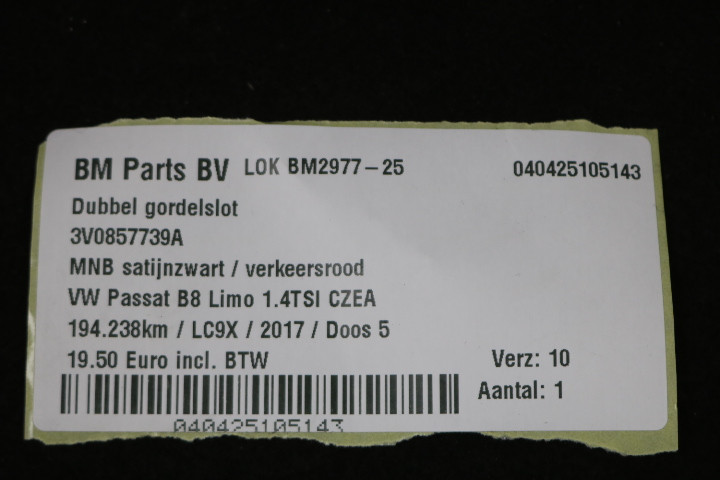 BM Parts BV LOK BM2977-25 040425105143
Dubbel gordelslot
3V0857739A
MNB satijnzwart / verkeersrood
VW Passat B8 Limo 1.4TSI CZEA
194.238km / LC9X / 2017 / Doos 5
19.50 Euro incl. BTW Verz: 10
Aantal: 1
040425105143